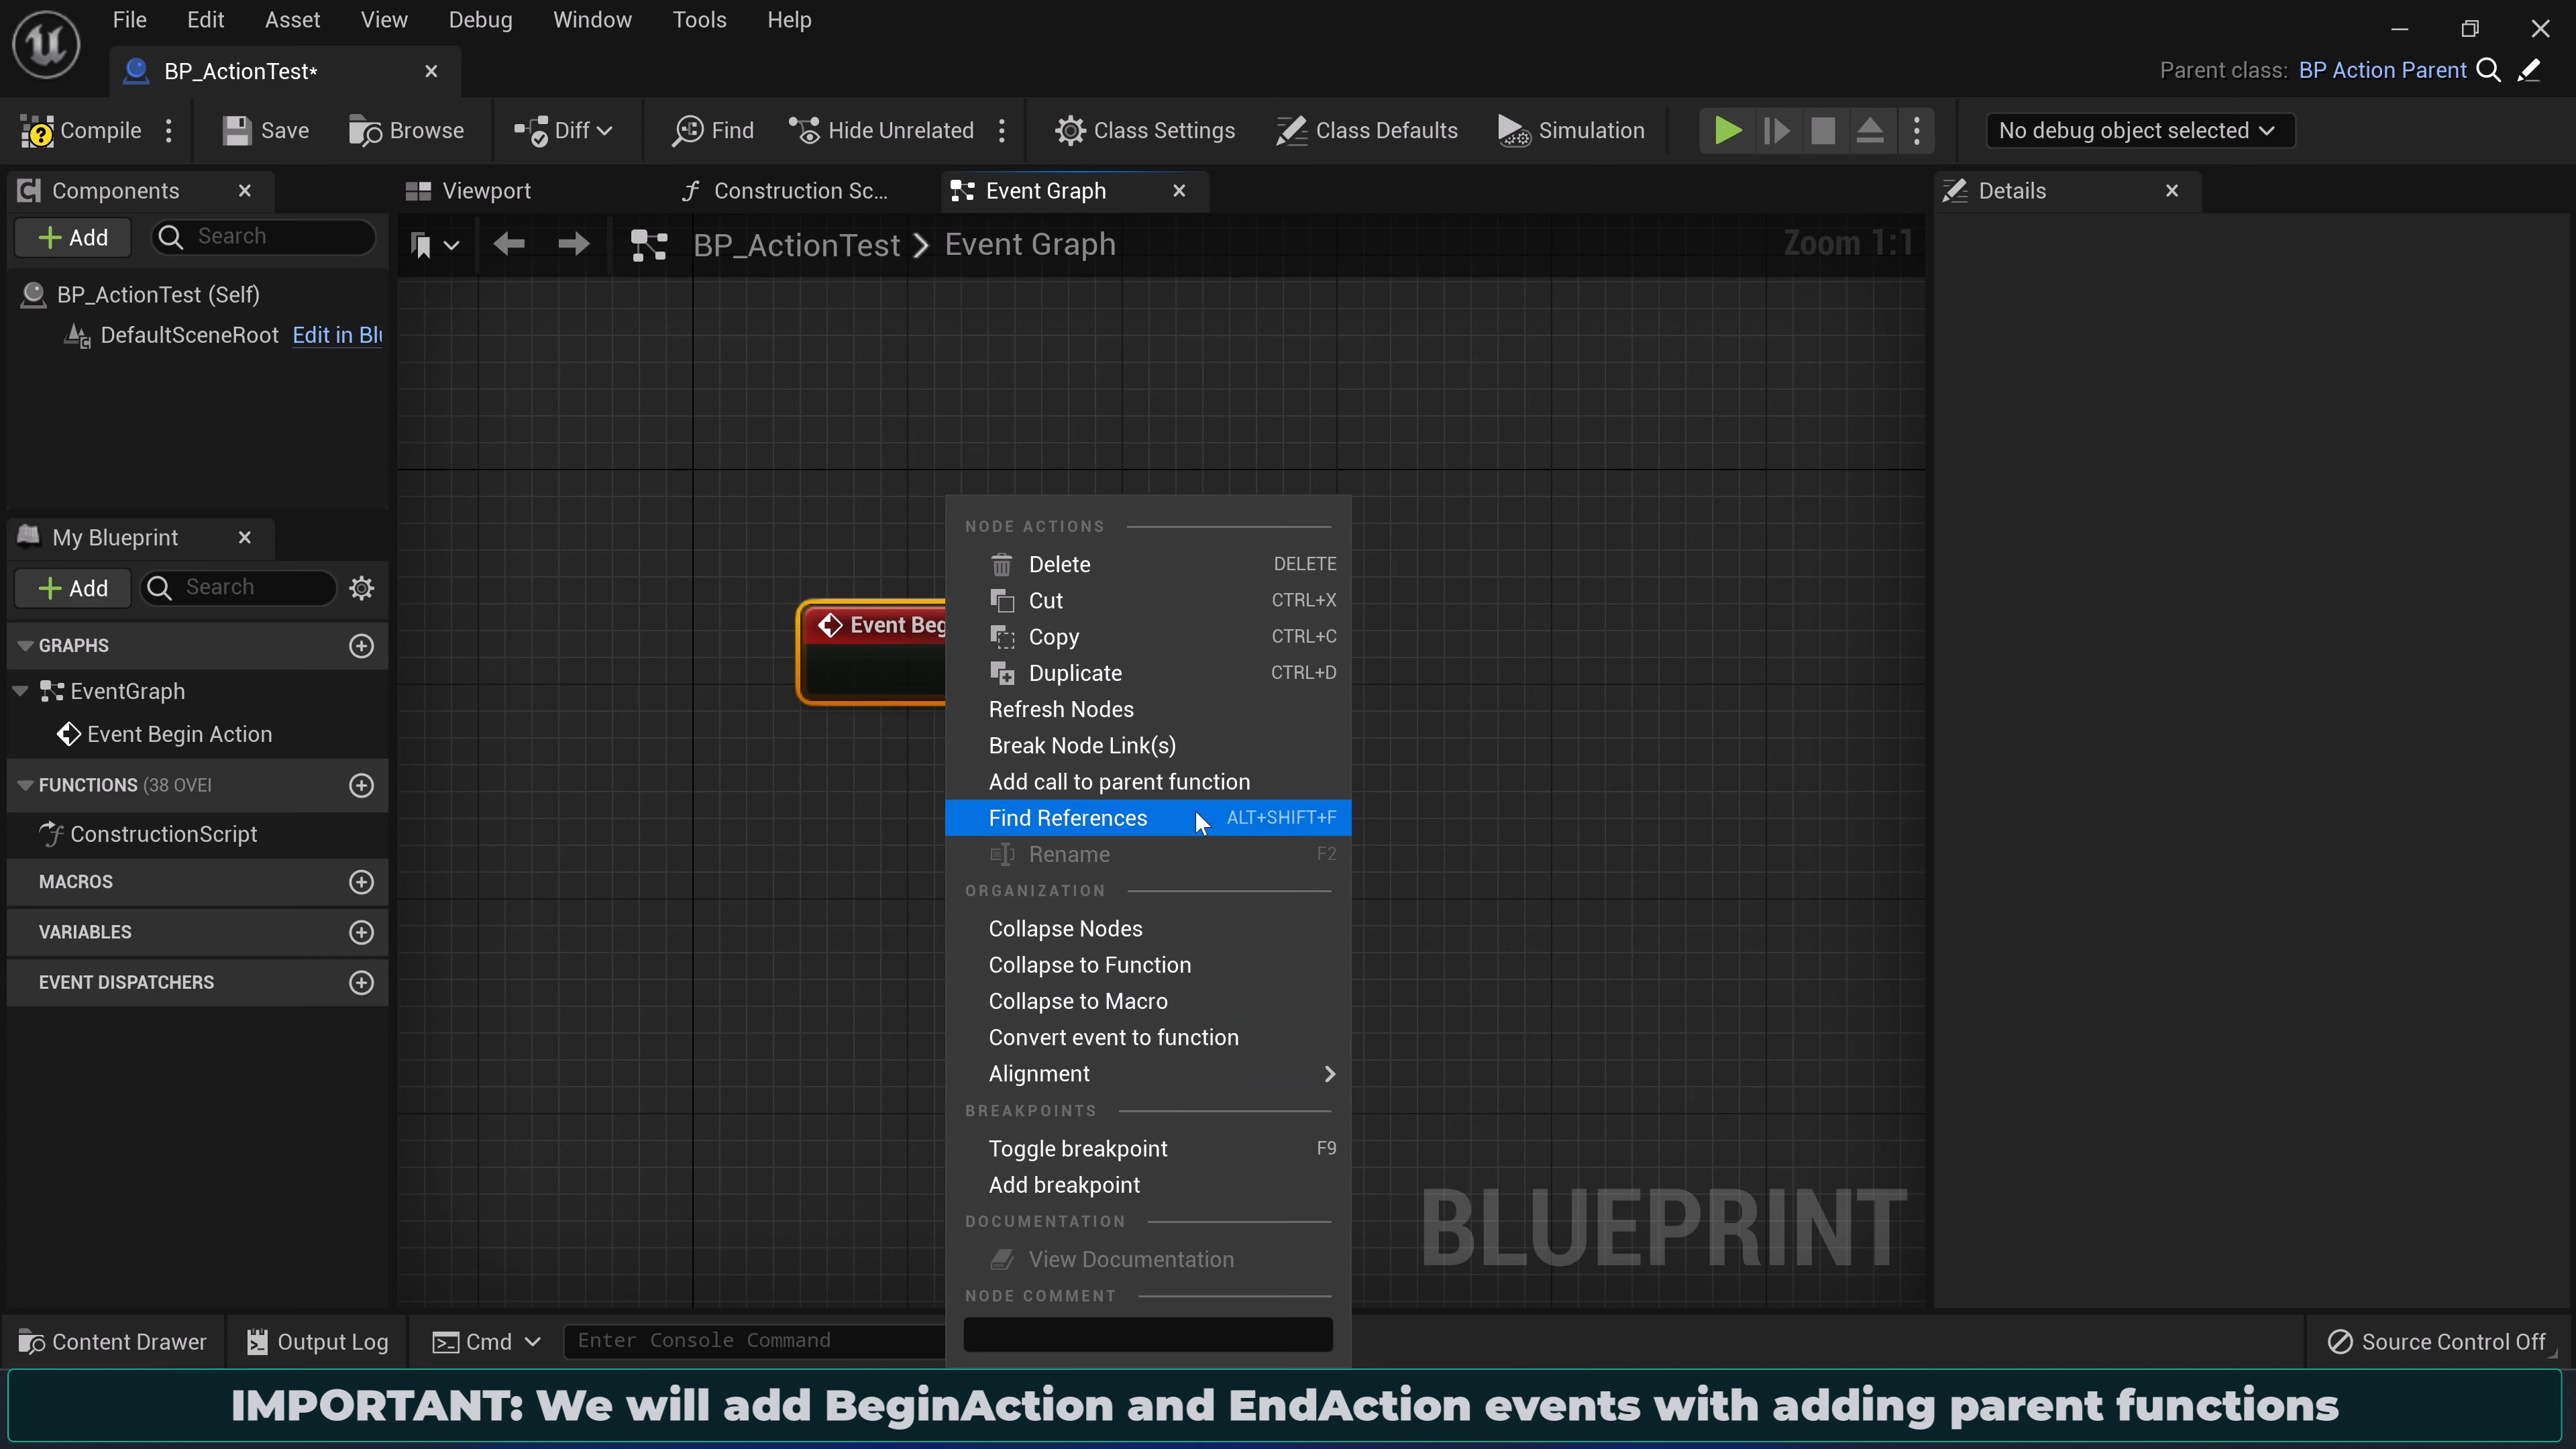 File Edit Asset View Debug Window Tools Help
BP_ActionTest*
Parent class: BP Action Parent
Compile Save Browse Diff Find Hide Unrelated Class Settings Class Defaults Simulation No debug object selected
Components Viewport Construction Sc... Event Graph Details
Add Search BP_ActionTest Event Graph Zoom 1:1
BP_ActionTest (Self)
DefaultSceneRoot Edit in Blu
My Blueprint
Add Search
GRAPHS
EventGraph
Event Begin Action
FUNCTIONS (38 OVEI
ConstructionScript
MACROS
VARIABLES
EVENT DISPATCHERS
Event Beg
NODE ACTIONS
Delete DELETE
Cut CTRL+X
Copy CTRL+C
Duplicate CTRL+D
Refresh Nodes
Break Node Link(s)
Add call to parent function
Find References ALT+SHIFT+F
Rename F2
ORGANIZATION
Collapse Nodes
Collapse to Function
Collapse to Macro
Convert event to function
Alignment
BREAKPOINTS
Toggle breakpoint F9
Add breakpoint
DOCUMENTATION
View Documentation
NODE COMMENT
BLUEPRINT
Content Drawer Output Log Cmd Enter Console Command Source Control Off
IMPORTANT: We will add BeginAction and EndAction events with adding parent functions